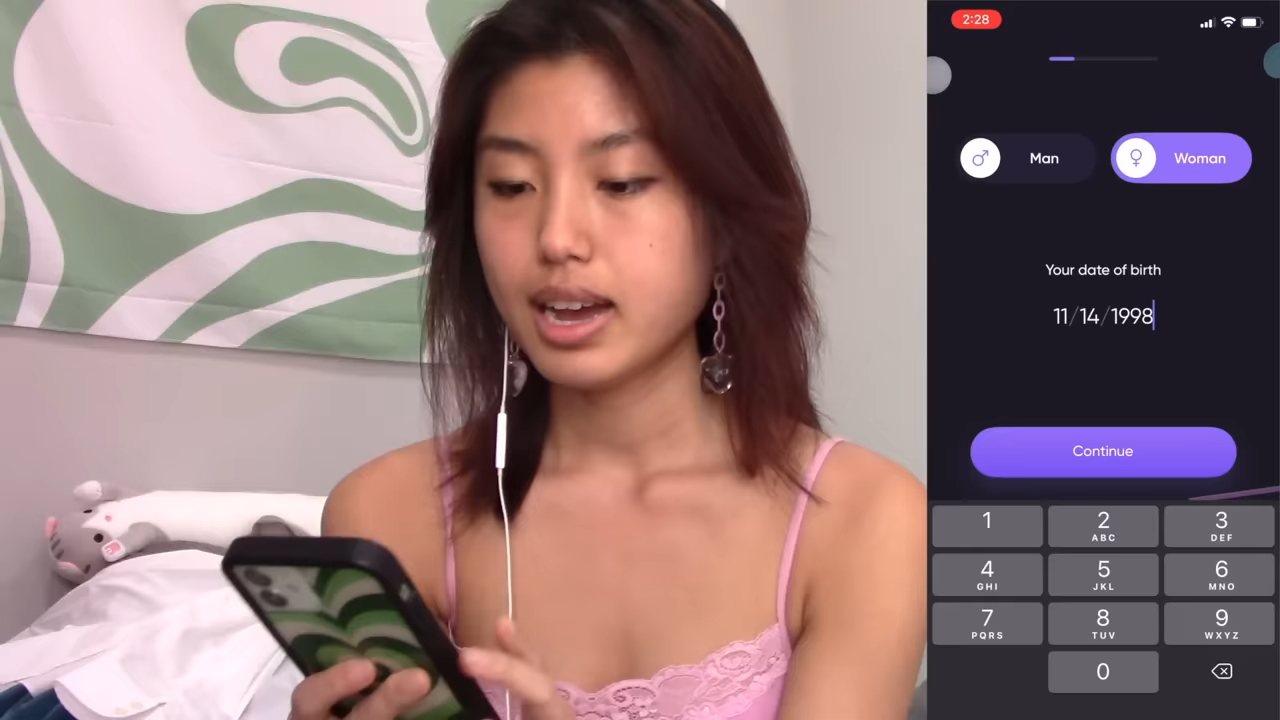 2:28
Man
Woman
Your date of birth
11/14/1998
Continue
1
2
ABC
3
DEF
4
GHI
5
JKL
6
MNO
7
PQRS
8
TUV
9
WXYZ
0